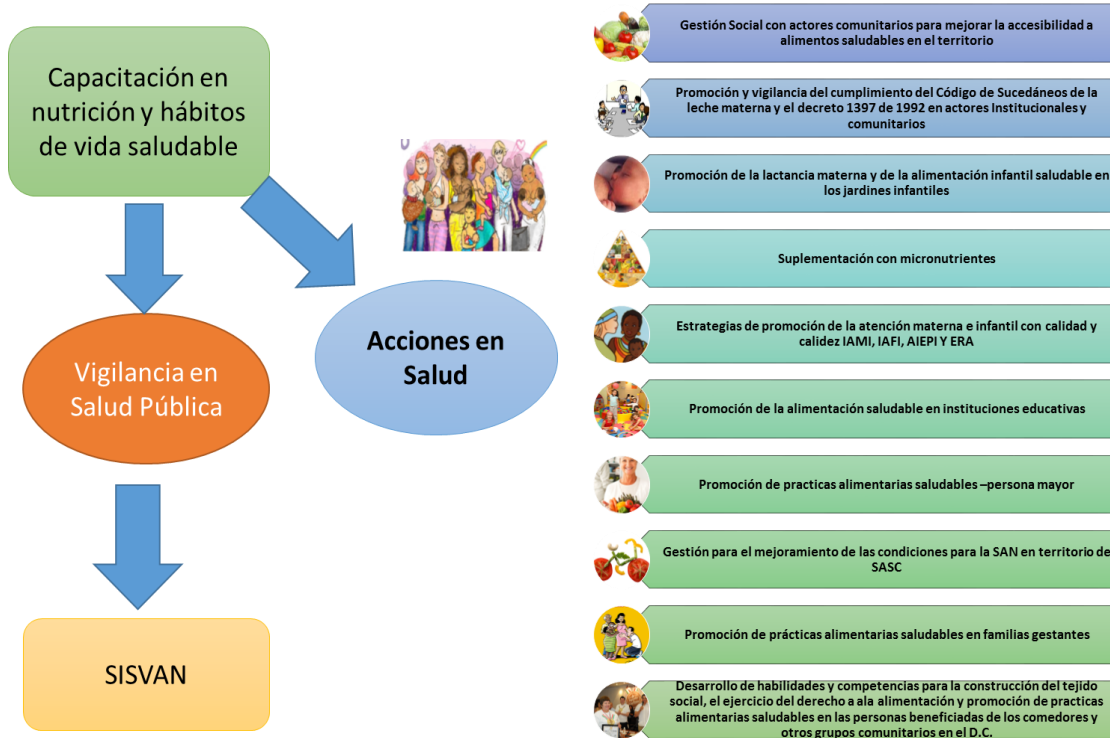 Capacitación en
nutrición y hábitos
de vida saludable
Vigilancia en
Salud Pública
SISVAN
Acciones en
Salud
Gestión Social con actores comunitarios para mejorar la accesibilidad a
alimentos saludables en el territorio
Promoción y vigilancia del cumplimiento del Código de Sucedáneos de la
leche materna y el decreto 1397 de 1992 en actores Institucionales y
comunitarios
Promoción de la lactancia materna y de la alimentación infantil saludable en
los jardines infantiles
Suplementación con micronutrientes
Estrategias de promoción de la atención materna e infantil con calidad y
calidez IAMI, IAFI, AIEPI Y ERA
Promoción de la alimentación saludable en instituciones educativas
Promoción de practicas alimentarias saludables –persona mayor
Gestión para el mejoramiento de las condiciones para la SAN en territorio de
SASC
Promoción de prácticas alimentarias saludables en familias gestantes
Desarrollo de habilidades y competencias para la construcción del tejido
social, el ejercicio del derecho a ala alimentación y promoción de practicas
alimentarias saludables en las personas beneficiadas de los comedores y
otros grupos comunitarios en el D.C.